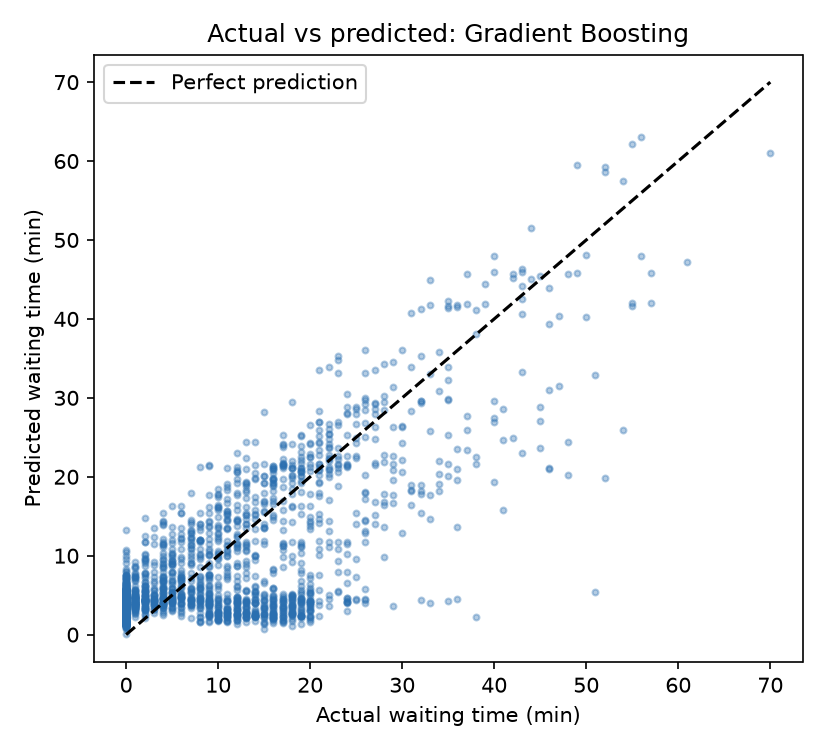 Actual vs predicted: Gradient Boosting
Perfect prediction
70
60
50
40
30
20
10
0
Predicted waiting time (min)
0 10 20 30 40 50 60 70
Actual waiting time (min)